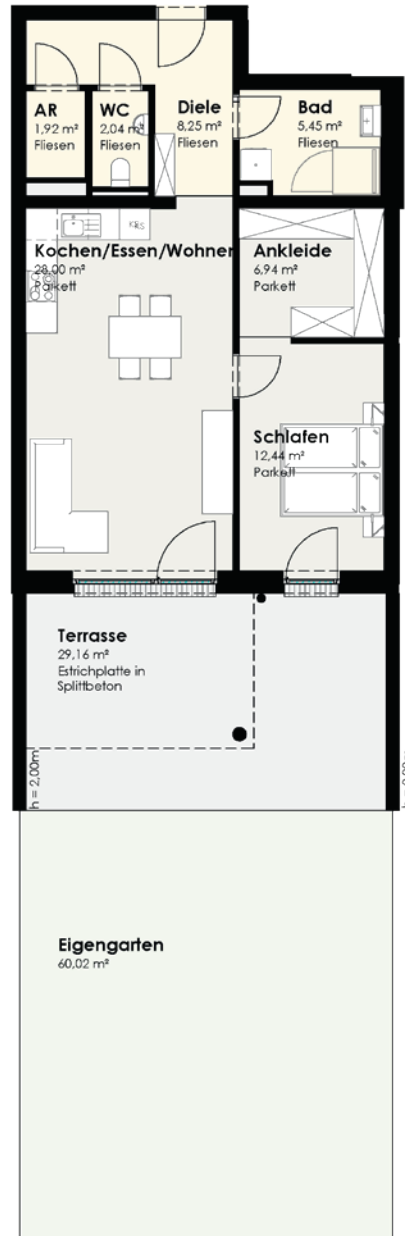 AR
1,92 m²
Fliesen
WC
2,04 m²
Fliesen
Diele
8,25 m²
Fliesen
Bad
5,45 m²
Fliesen
Kochen/Essen/Wohnen
28,00 m²
Parkett
Ankleide
6,94 m²
Parkett
Schlafen
12,44 m²
Parkett
Terrasse
29,16 m²
Estrichplatte in
Splittbeton
h = 2,00m
h = 2,00m
Eigengarten
60,02 m²